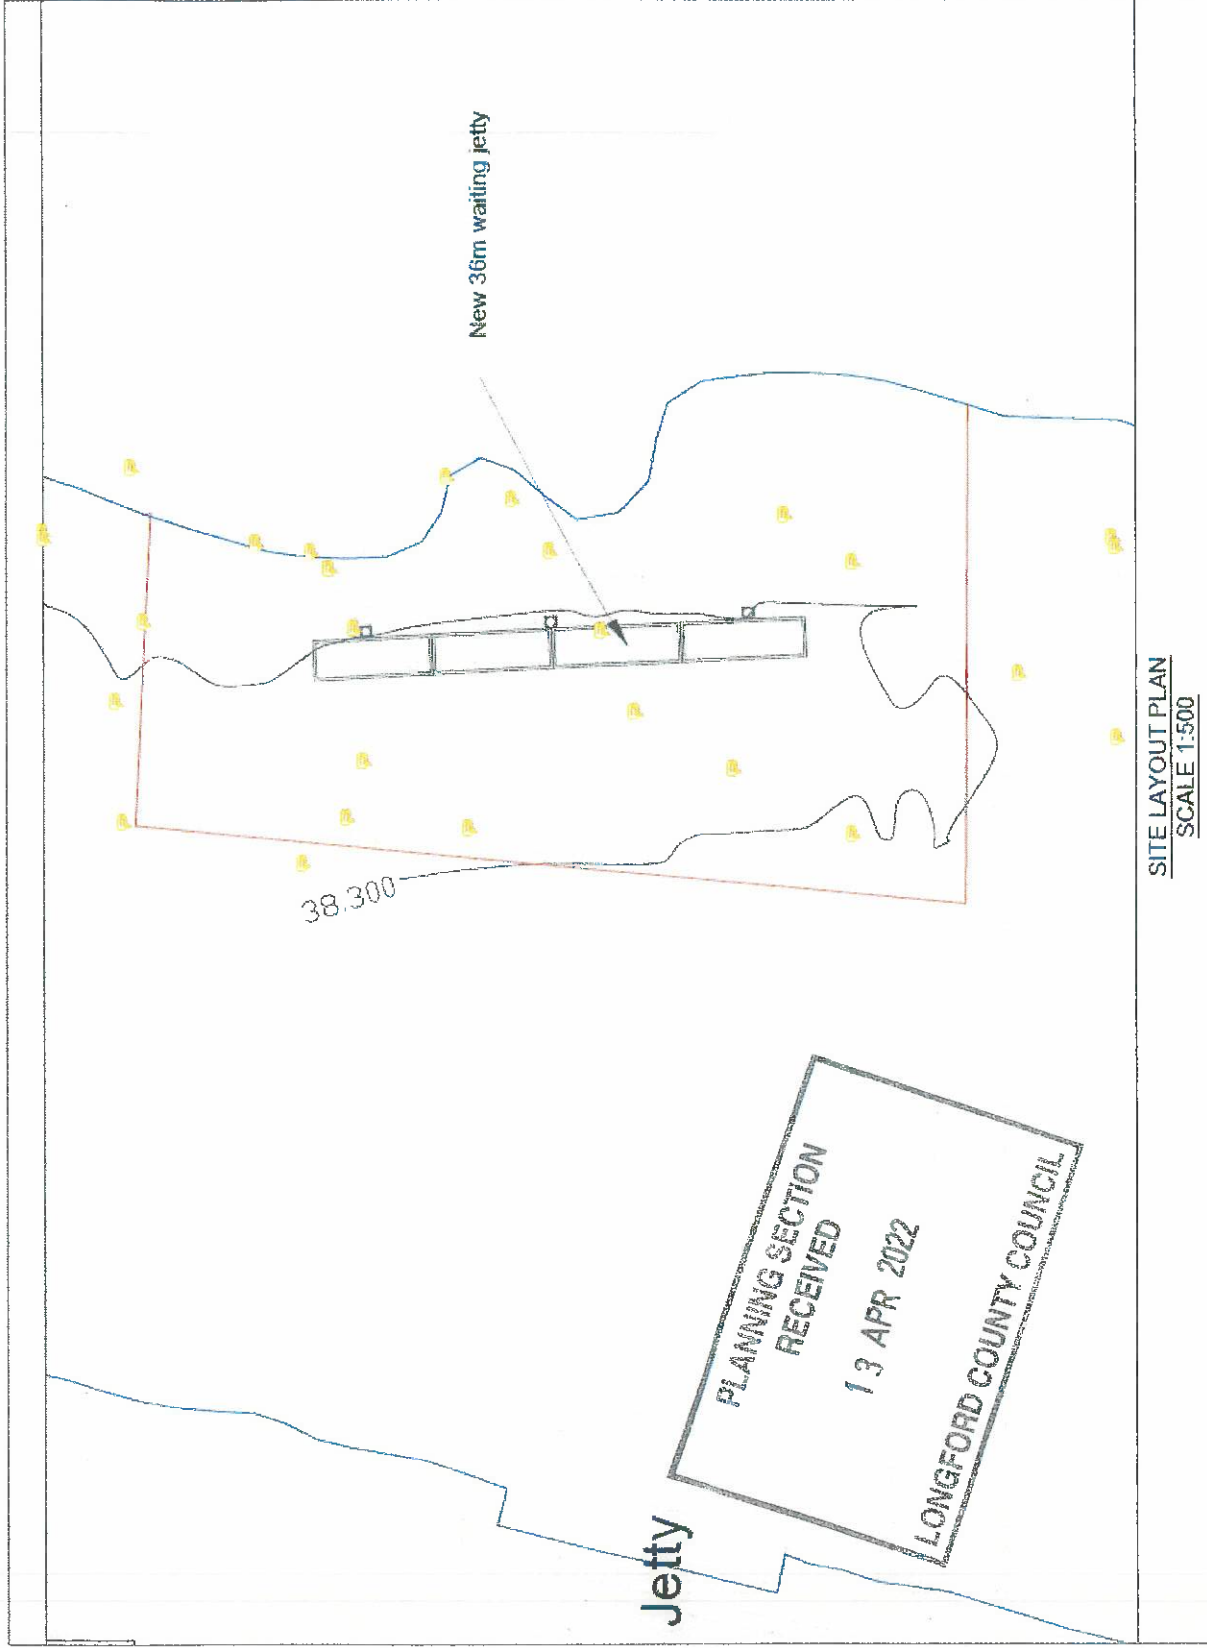 New 36m waiting jetty
38.300
Jetty
PLANNING SECTION
RECEIVED
13 APR 2022
LONGFORD COUNTY COUNCIL
SITE LAYOUT PLAN
SCALE 1:500